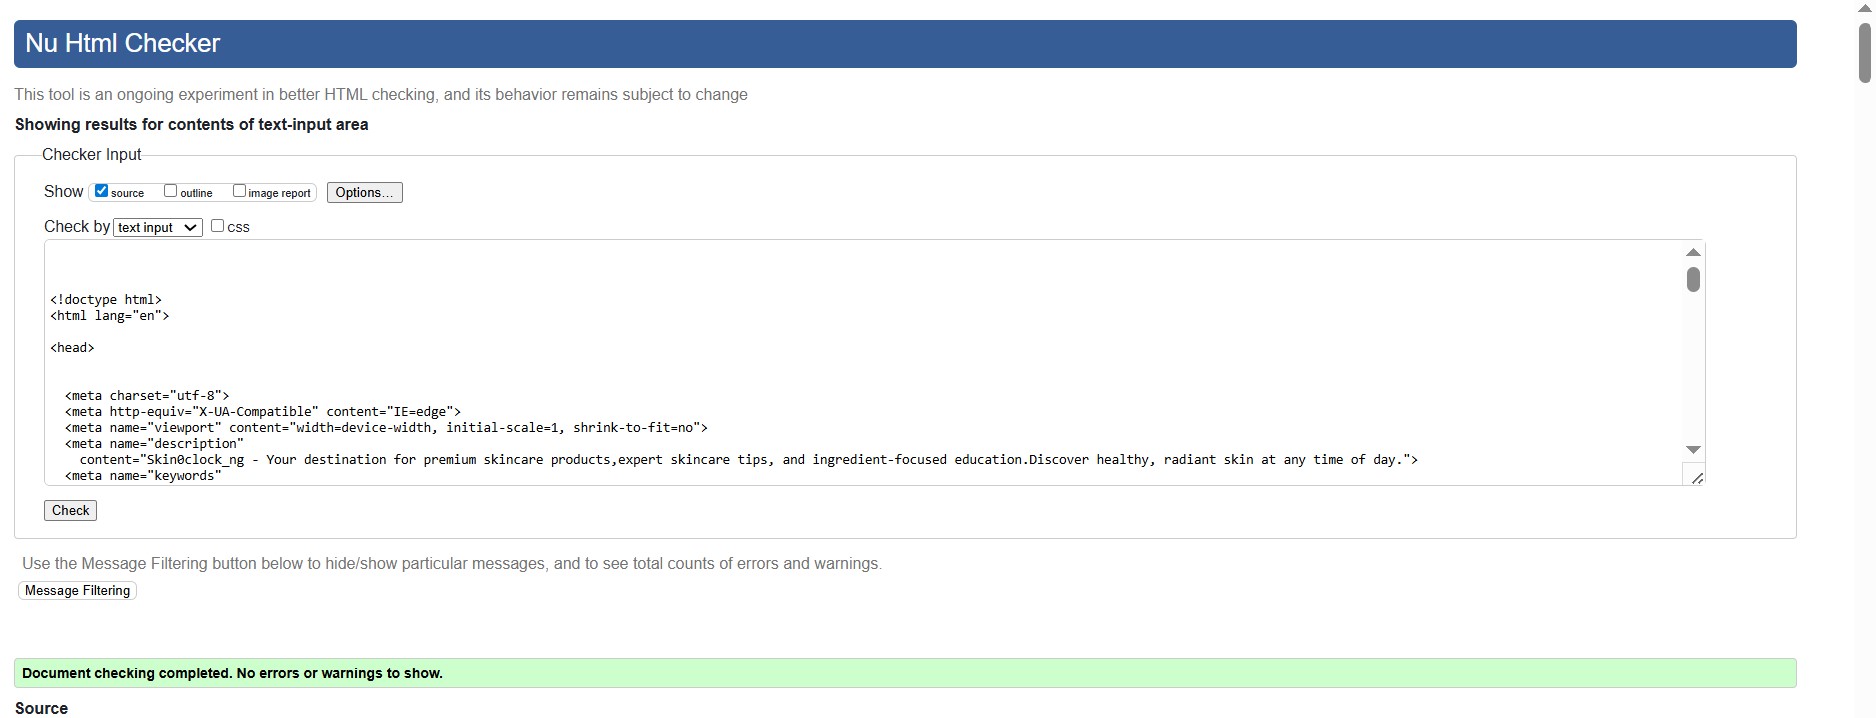 Nu Html Checker
This tool is an ongoing experiment in better HTML checking, and its behavior remains subject to change
Showing results for contents of text-input area
Checker Input
Show source outline image report Options...
Check by text input css
<!doctype html>
<html lang="en">
<head>
<meta charset="utf-8">
<meta http-equiv="X-UA-Compatible" content="IE=edge">
<meta name="viewport" content="width=device-width, initial-scale=1, shrink-to-fit=no">
<meta name="description"
content="Skin0clock_ng - Your destination for premium skincare products,expert skincare tips, and ingredient-focused education.Discover healthy, radiant skin at any time of day.">
<meta name="keywords"
Check
Use the Message Filtering button below to hide/show particular messages, and to see total counts of errors and warnings.
Message Filtering
Document checking completed. No errors or warnings to show.
Source